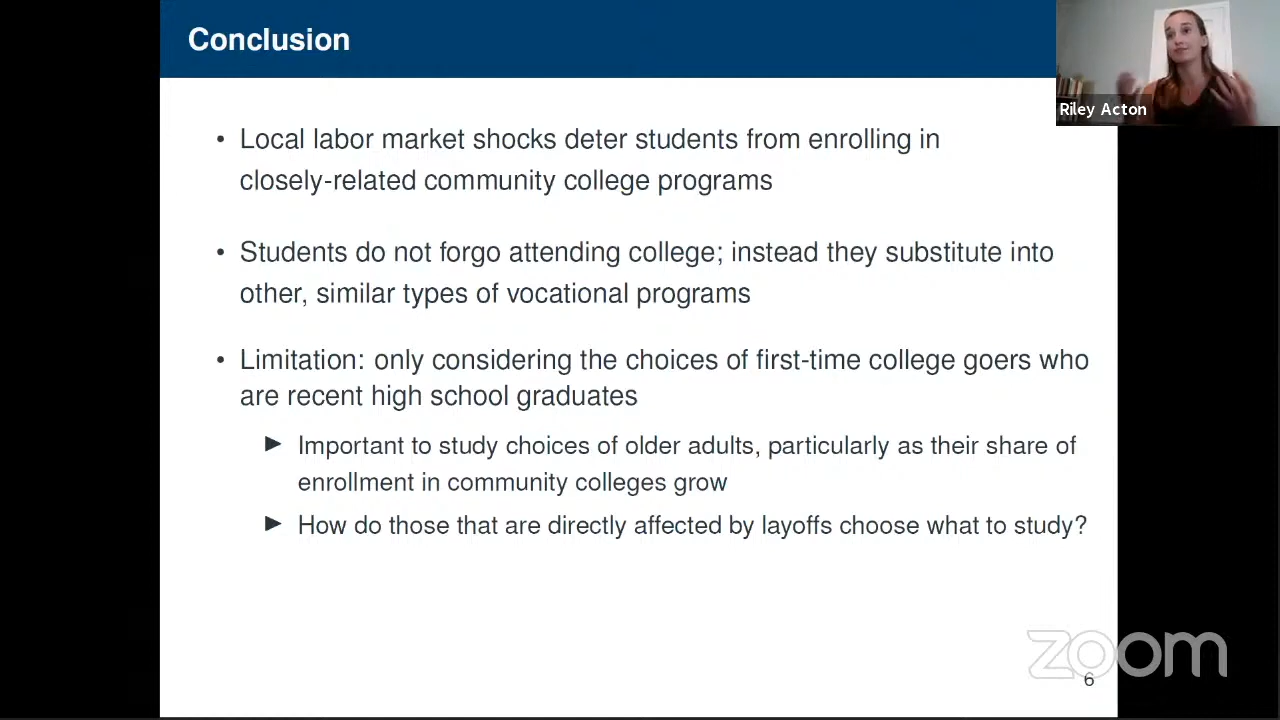 Conclusion
Riley Acton
• Local labor market shocks deter students from enrolling in
closely-related community college programs
• Students do not forgo attending college; instead they substitute into
other, similar types of vocational programs
• Limitation: only considering the choices of first-time college goers who
are recent high school graduates
► Important to study choices of older adults, particularly as their share of
enrollment in community colleges grow
► How do those that are directly affected by layoffs choose what to study?
zoom
6